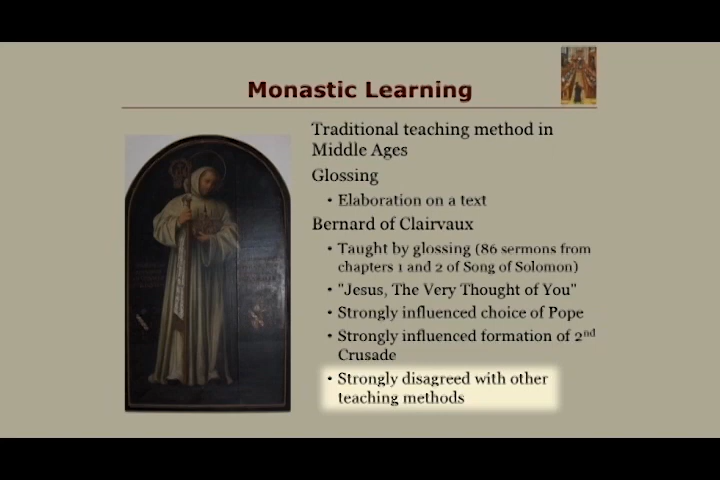 Monastic Learning
Traditional teaching method in
Middle Ages
Glossing
• Elaboration on a text
Bernard of Clairvaux
• Taught by glossing (86 sermons from
chapters 1 and 2 of Song of Solomon)
• "Jesus, The Very Thought of You"
• Strongly influenced choice of Pope
• Strongly influenced formation of 2nd
Crusade
• Strongly disagreed with other
teaching methods